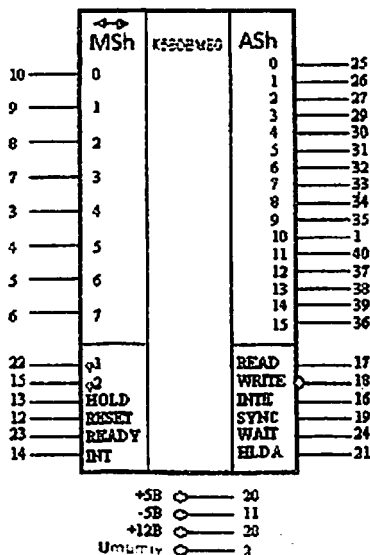 MSh K580BM80 ASh
10 0 0 25
1 26
9 1 2 27
3 29
8 2 4 30
5 31
7 3 6 32
7 33
3 4 8 34
9 35
4 5 10 1
11 40
5 6 12 37
13 38
6 7 14 39
15 36
22 φ1 READ 17
15 φ2 WRITE 18
13 HOLD INTE 16
12 RESET SYNC 19
23 READY WAIT 24
14 INT HLDA 21
+5B 20
-5B 11
+12B 28
2